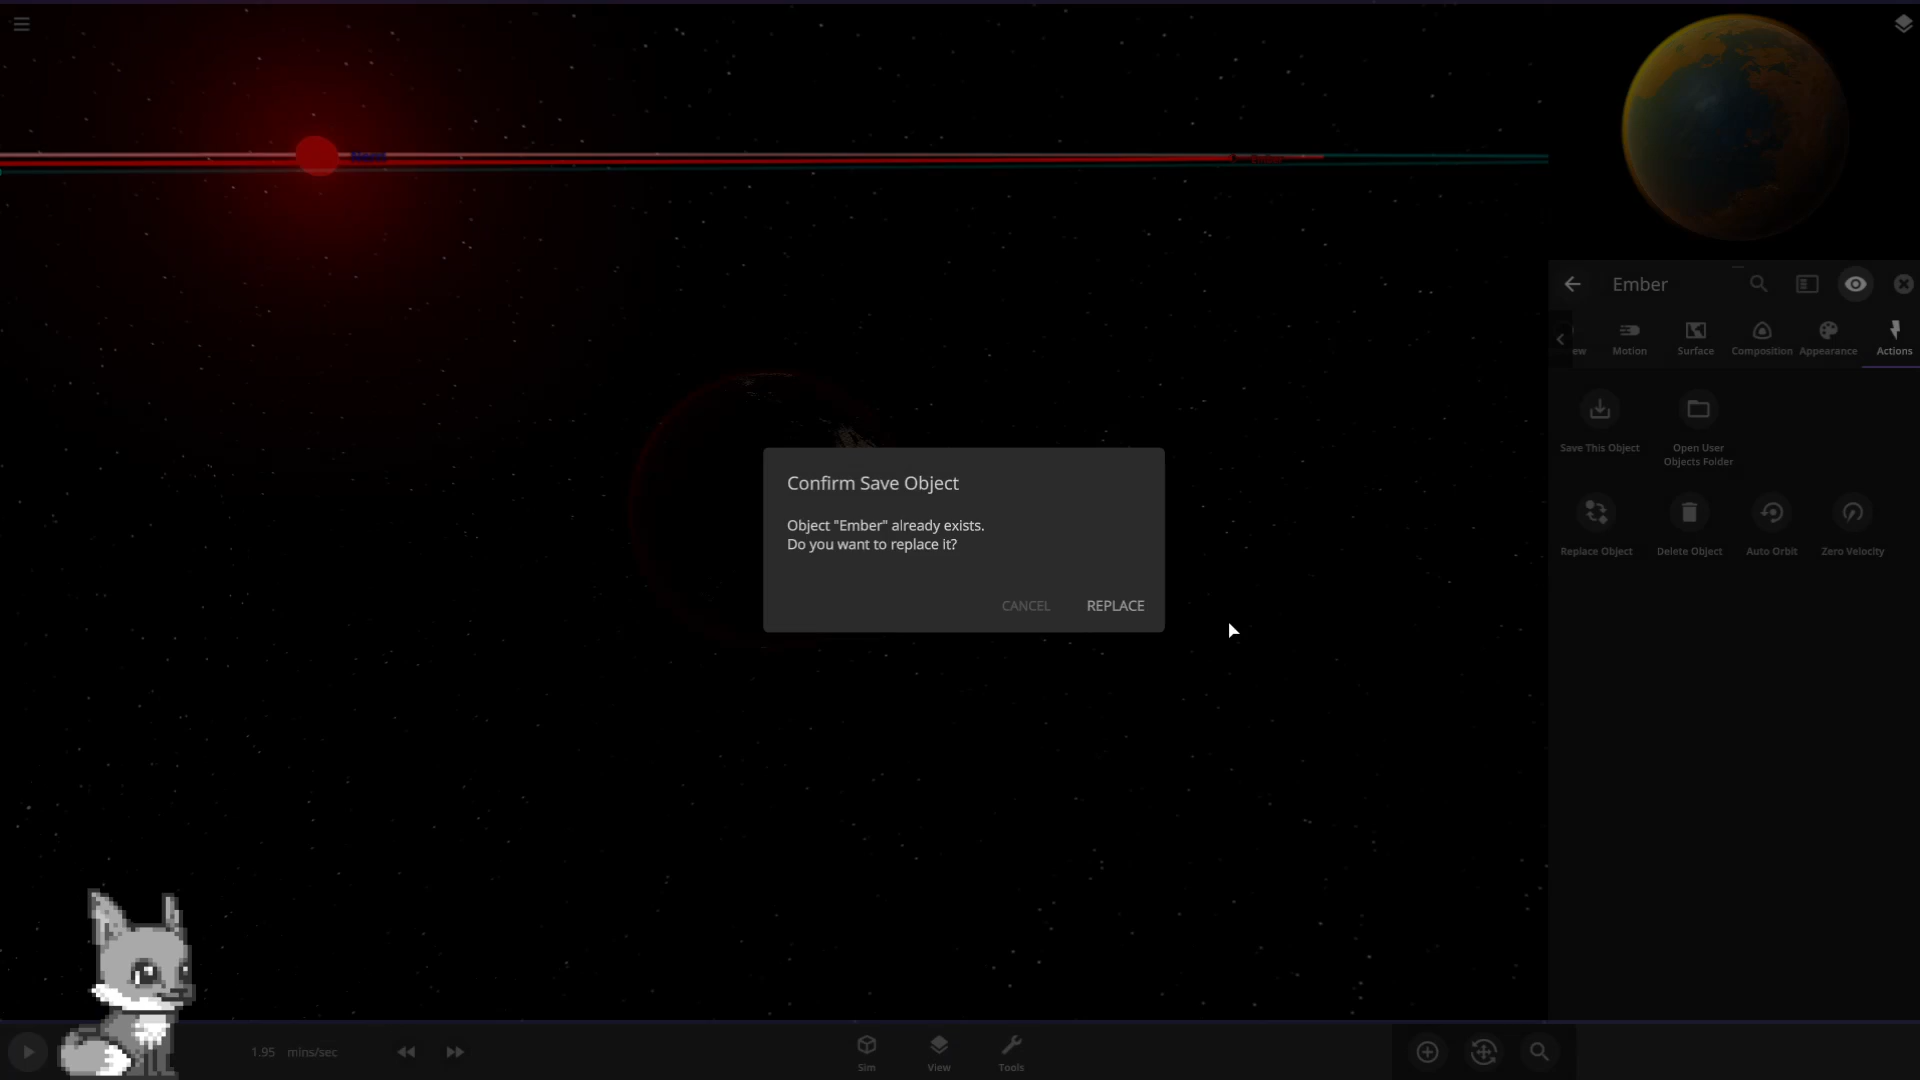 Ember
Ember
ew
Motion
Surface
Composition
Appearance
Actions
Save This Object
Open User
Objects Folder
Replace Object
Delete Object
Auto Orbit
Zero Velocity
Confirm Save Object
Object "Ember" already exists.
Do you want to replace it?
CANCEL
REPLACE
1.95 mins/sec
Sim
View
Tools